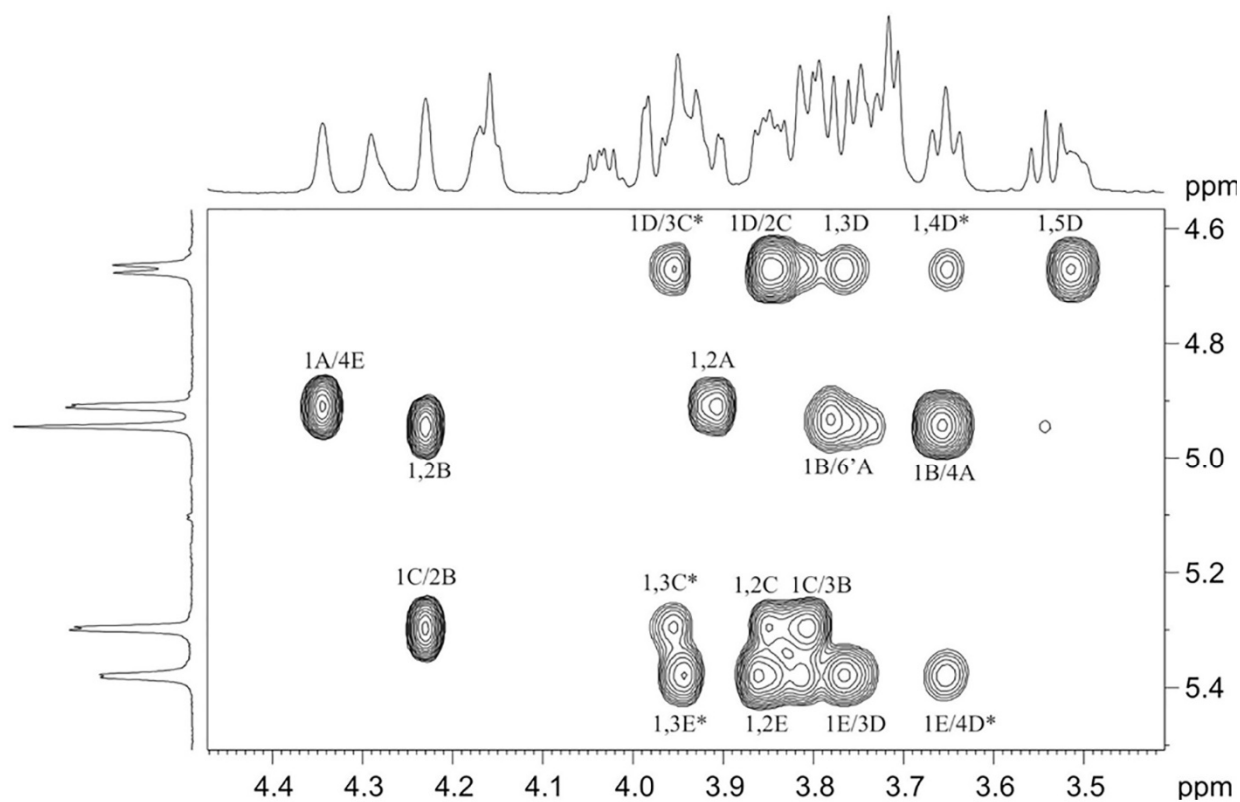 ppm
1D/3C* 1D/2C 1,3D 1,4D* 1,5D
4.6
4.8
1A/4E 1,2A
1,2B 1B/6’A 1B/4A
5.0
1C/2B 1,3C* 1,2C 1C/3B
5.2
5.4
1,3E* 1,2E 1E/3D 1E/4D*
4.4 4.3 4.2 4.1 4.0 3.9 3.8 3.7 3.6 3.5 ppm